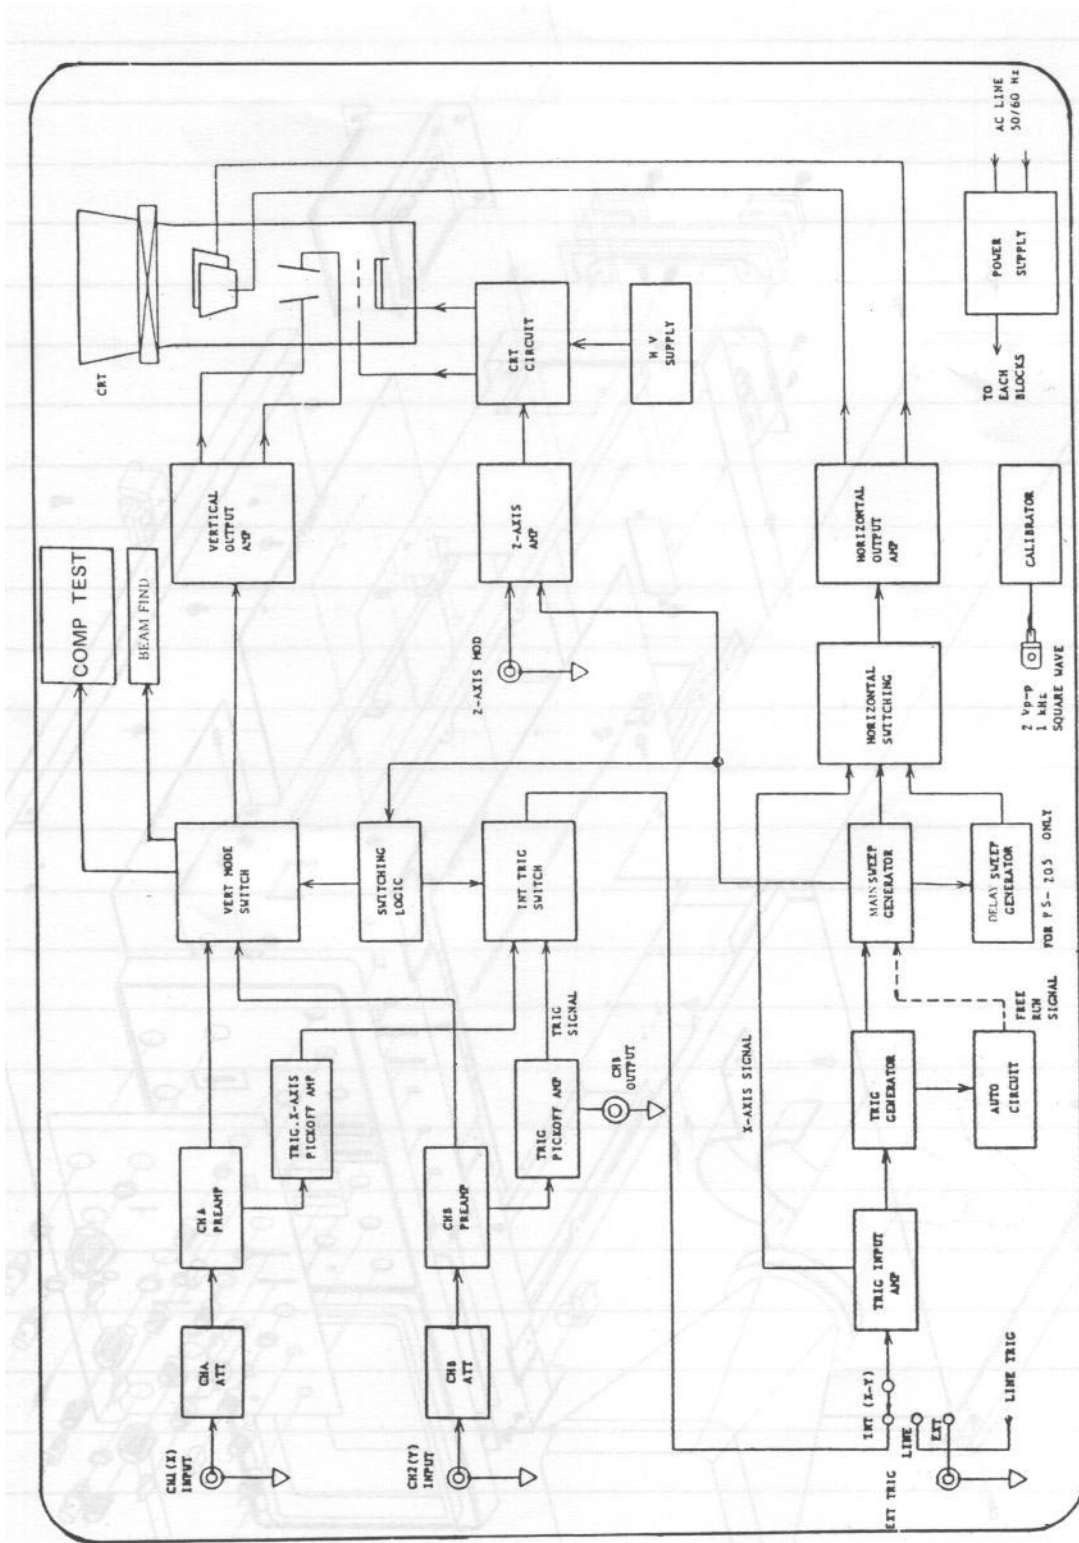 CH1(X)
INPUT
CHA
ATT
CHA
PREAMP
TRIG.X-AXIS
PICKOFF AMP
CH2(Y)
INPUT
CHB
ATT
CHB
PREAMP
TRIG
PICKOFF AMP
CHB
OUTPUT
TRIG
SIGNAL
VERT MODE
SWITCH
SWITCHING
LOGIC
INT TRIG
SWITCH
COMP TEST
BEAM FIND
VERTICAL
OUTPUT
AMP
CRT
Z-AXIS MOD
Z-AXIS
AMP
CRT
CIRCUIT
H V
SUPPLY
EXT TRIG
INT (X-Y)
LINE
EXT
LINE TRIG
TRIG INPUT
AMP
X-AXIS SIGNAL
TRIG
GENERATOR
AUTO
CIRCUIT
FREE
RUN
SIGNAL
MAIN SWEEP
GENERATOR
DELAY SWEEP
GENERATOR
FOR PS-205 ONLY
HORIZONTAL
SWITCHING
HORIZONTAL
OUTPUT
AMP
2 Vp-p
1 kHz
SQUARE WAVE
CALIBRATOR
TO
EACH
BLOCKS
POWER
SUPPLY
AC LINE
50/60 Hz